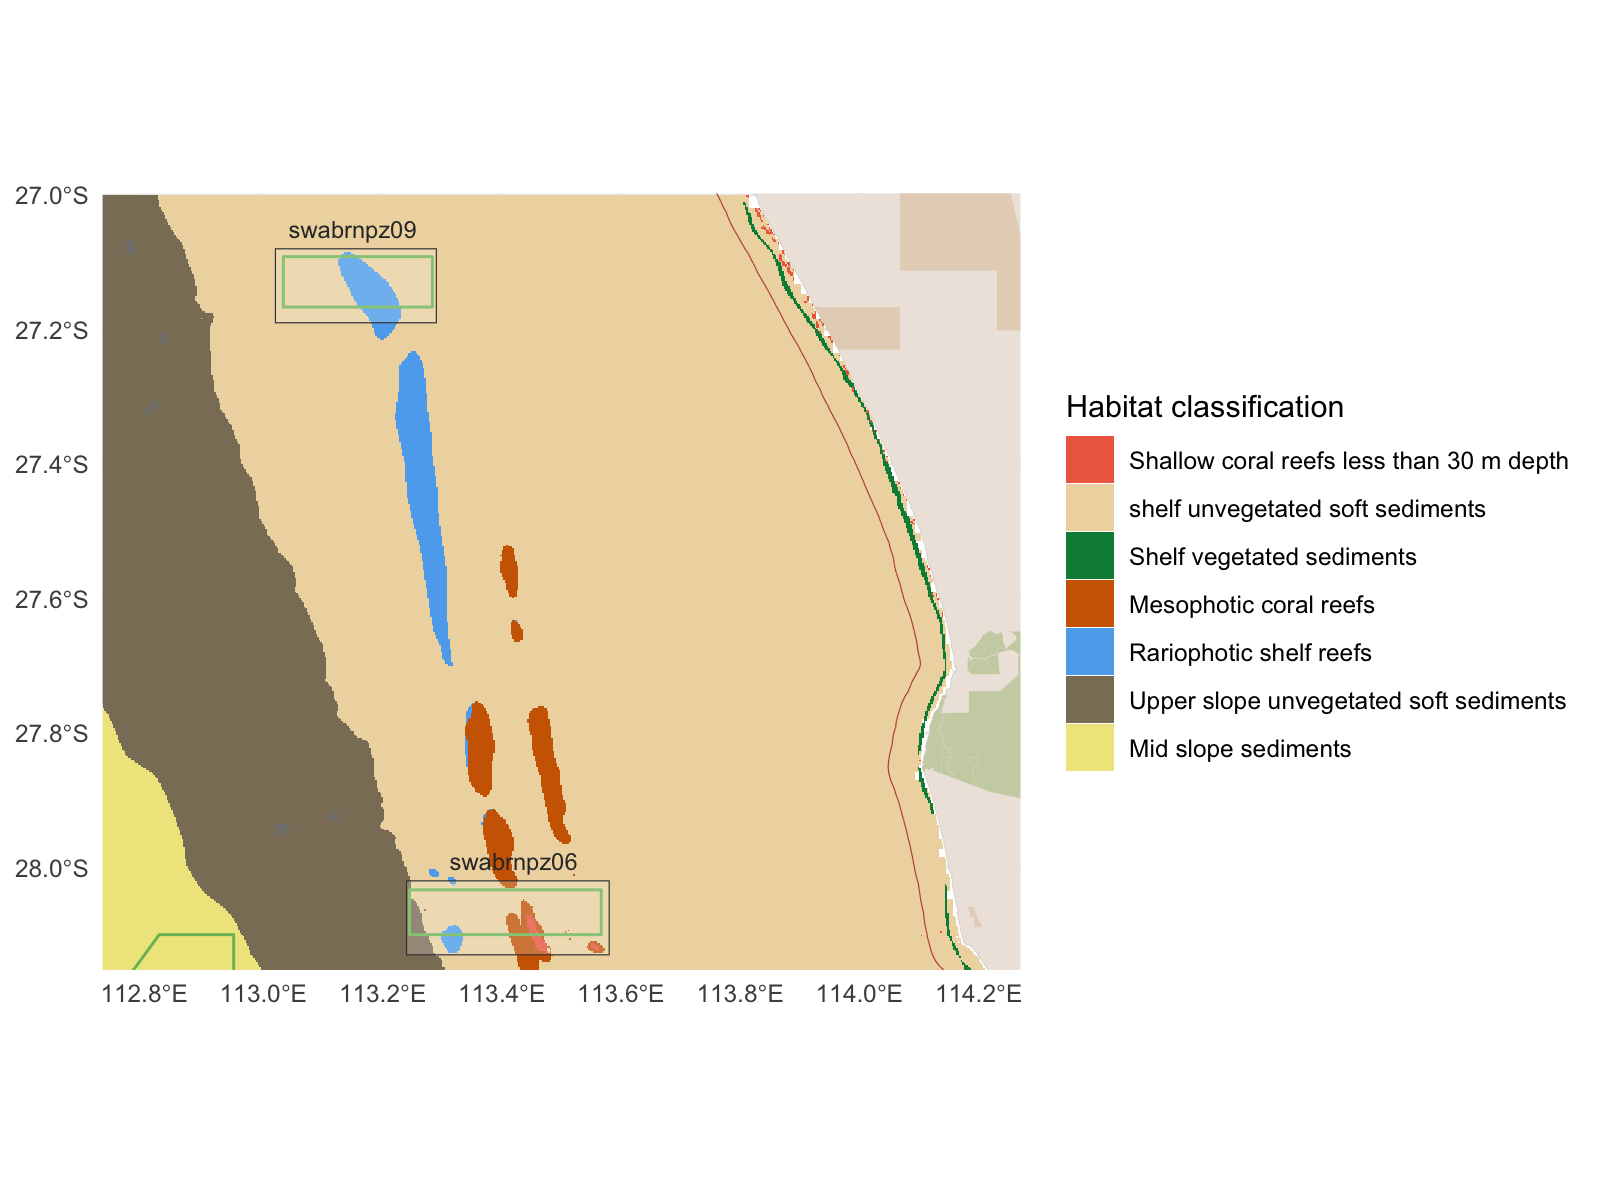 27.0°S
27.2°S
27.4°S
27.6°S
27.8°S
28.0°S
swabrnpz09
swabrnpz06
112.8°E 113.0°E 113.2°E 113.4°E 113.6°E 113.8°E 114.0°E 114.2°E
Habitat classification
Shallow coral reefs less than 30 m depth
shelf unvegetated soft sediments
Shelf vegetated sediments
Mesophotic coral reefs
Rariophotic shelf reefs
Upper slope unvegetated soft sediments
Mid slope sediments